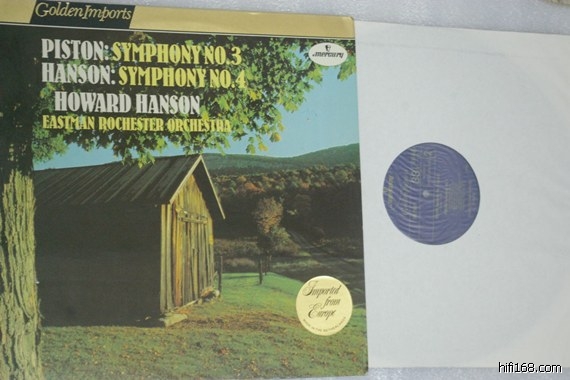 Golden Imports
PISTON: SYMPHONY NO. 3
HANSON: SYMPHONY NO. 4
mercury
HOWARD HANSON
EASTMAN ROCHESTER ORCHESTRA
Imported
from
Europe
hifi168.com